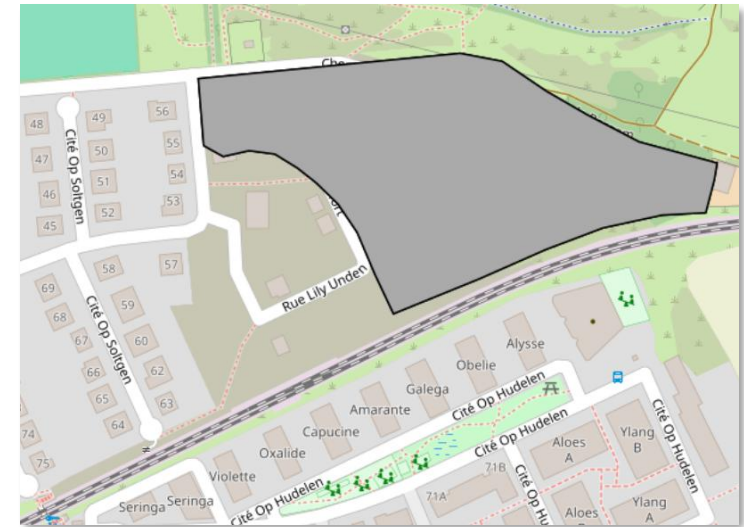 48
49
56
47
50
55
46
51
54
45
52
53
Cité Op Soltgen
58
57
69
59
68
67
60
66
62
65
63
64
74
75
Cité Op Soltgen
Rue Lily Unden
Alysse
Obelie
Galega
Amarante
Capucine
Oxalide
Violette
Seringa
Seringa
Cité Op Hudelen
Cité Op Hudelen
Cité Op Hudelen
Cité Op Hudelen
Aloes
A
Ylang
B
71B
71A
Aloes
Ylang
A